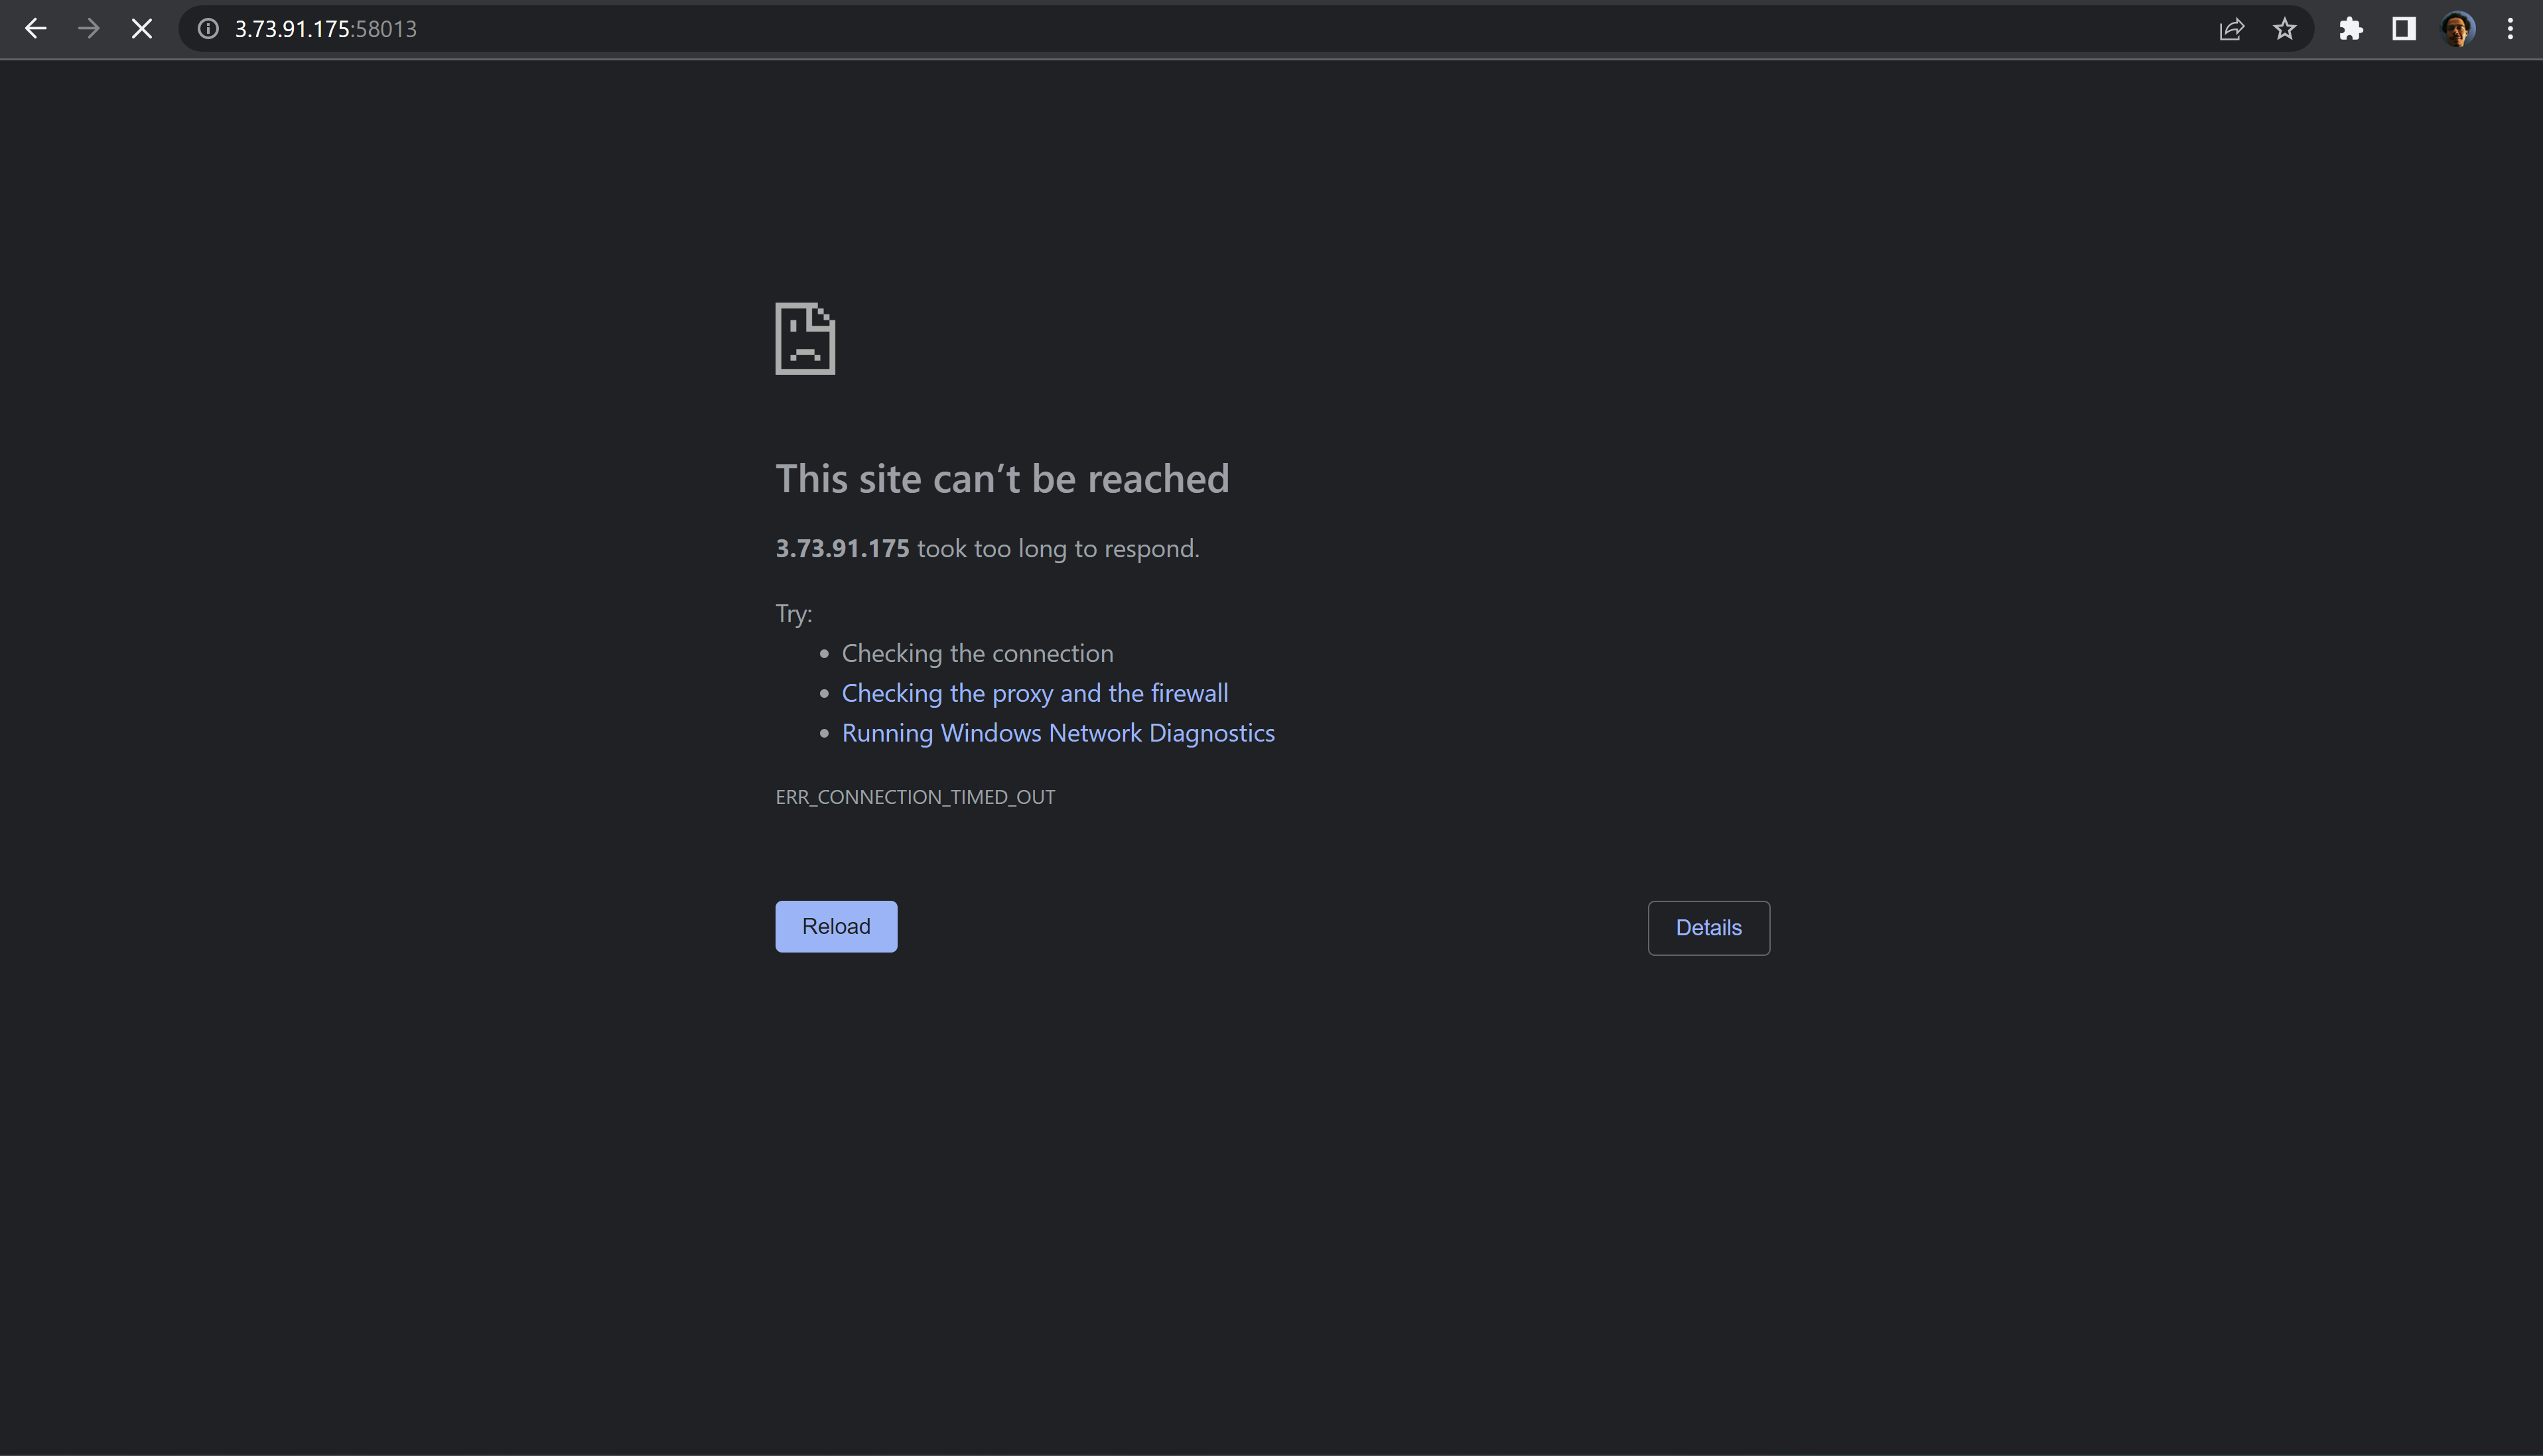 3.73.91.175:58013
This site can’t be reached
3.73.91.175 took too long to respond.
Try:
• Checking the connection
• Checking the proxy and the firewall
• Running Windows Network Diagnostics
ERR_CONNECTION_TIMED_OUT
Reload
Details